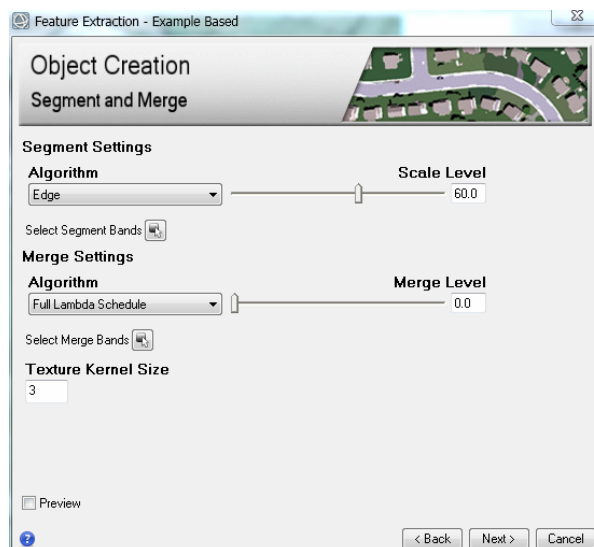 Feature Extraction - Example Based
Object Creation
Segment and Merge
Segment Settings
Algorithm Scale Level
Edge 60.0
Select Segment Bands
Merge Settings
Algorithm Merge Level
Full Lambda Schedule 0.0
Select Merge Bands
Texture Kernel Size
3
Preview
? < Back Next > Cancel